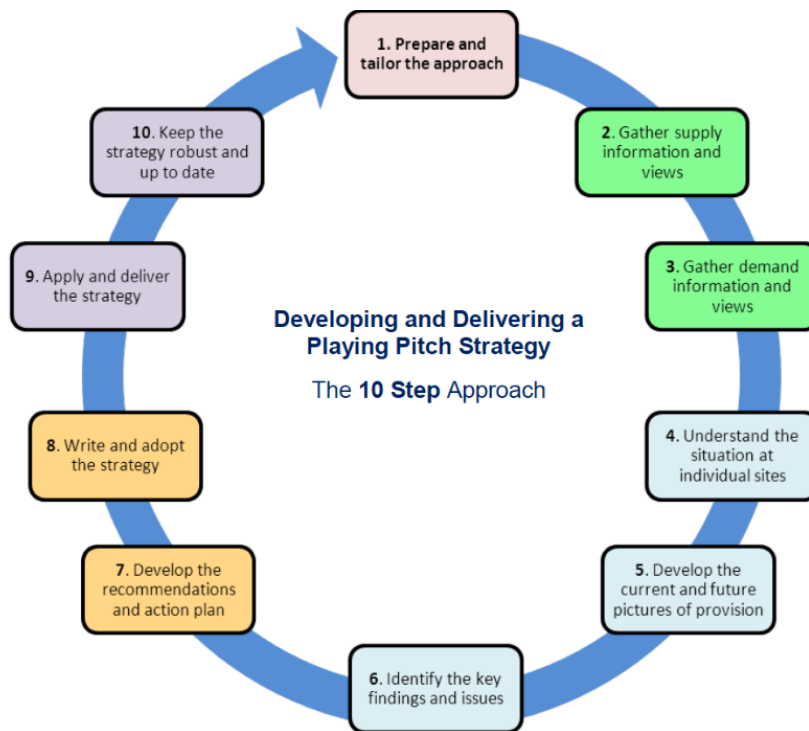 1. Prepare and
tailor the approach
2. Gather supply
information and
views
3. Gather demand
information and
views
4. Understand the
situation at
individual sites
5. Develop the
current and future
pictures of provision
6. Identify the key
findings and issues
7. Develop the
recommendations
and action plan
8. Write and adopt
the strategy
9. Apply and deliver
the strategy
10. Keep the
strategy robust and
up to date
Developing and Delivering a
Playing Pitch Strategy
The 10 Step Approach